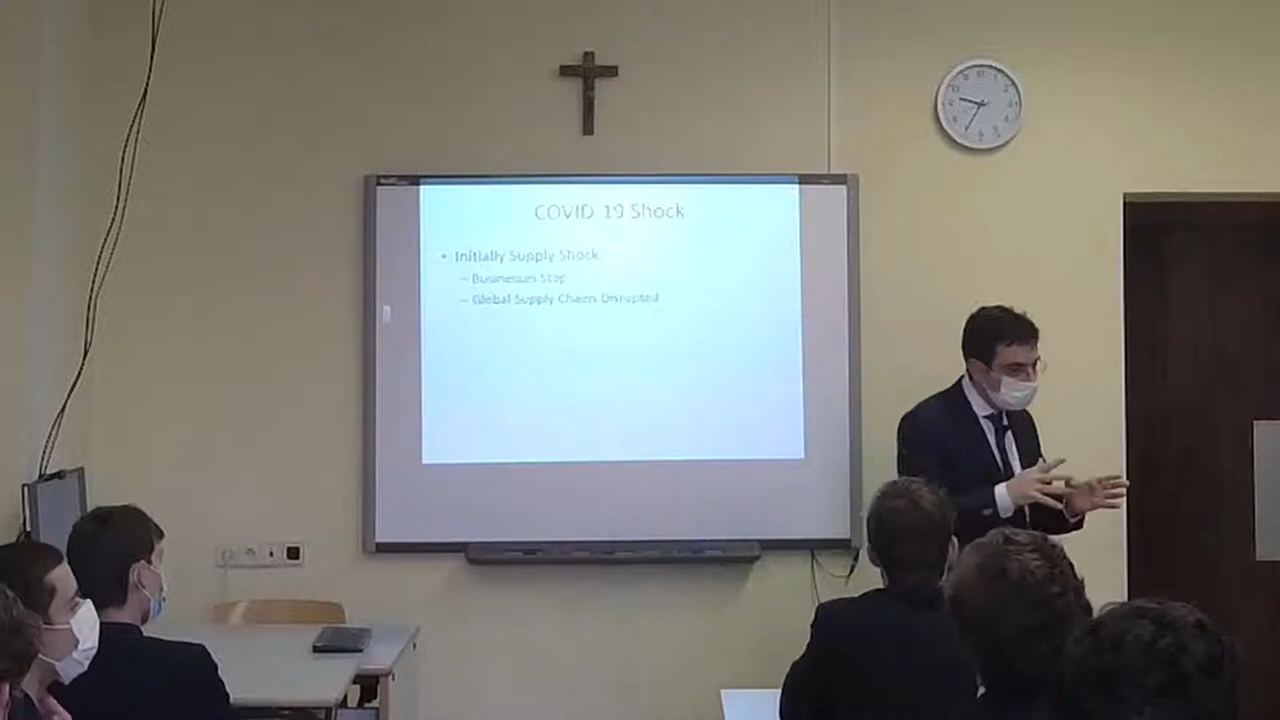 COVID 19 Shock
• Initially Supply Shock
– Businesses Stop
– Global Supply Chains Disrupted